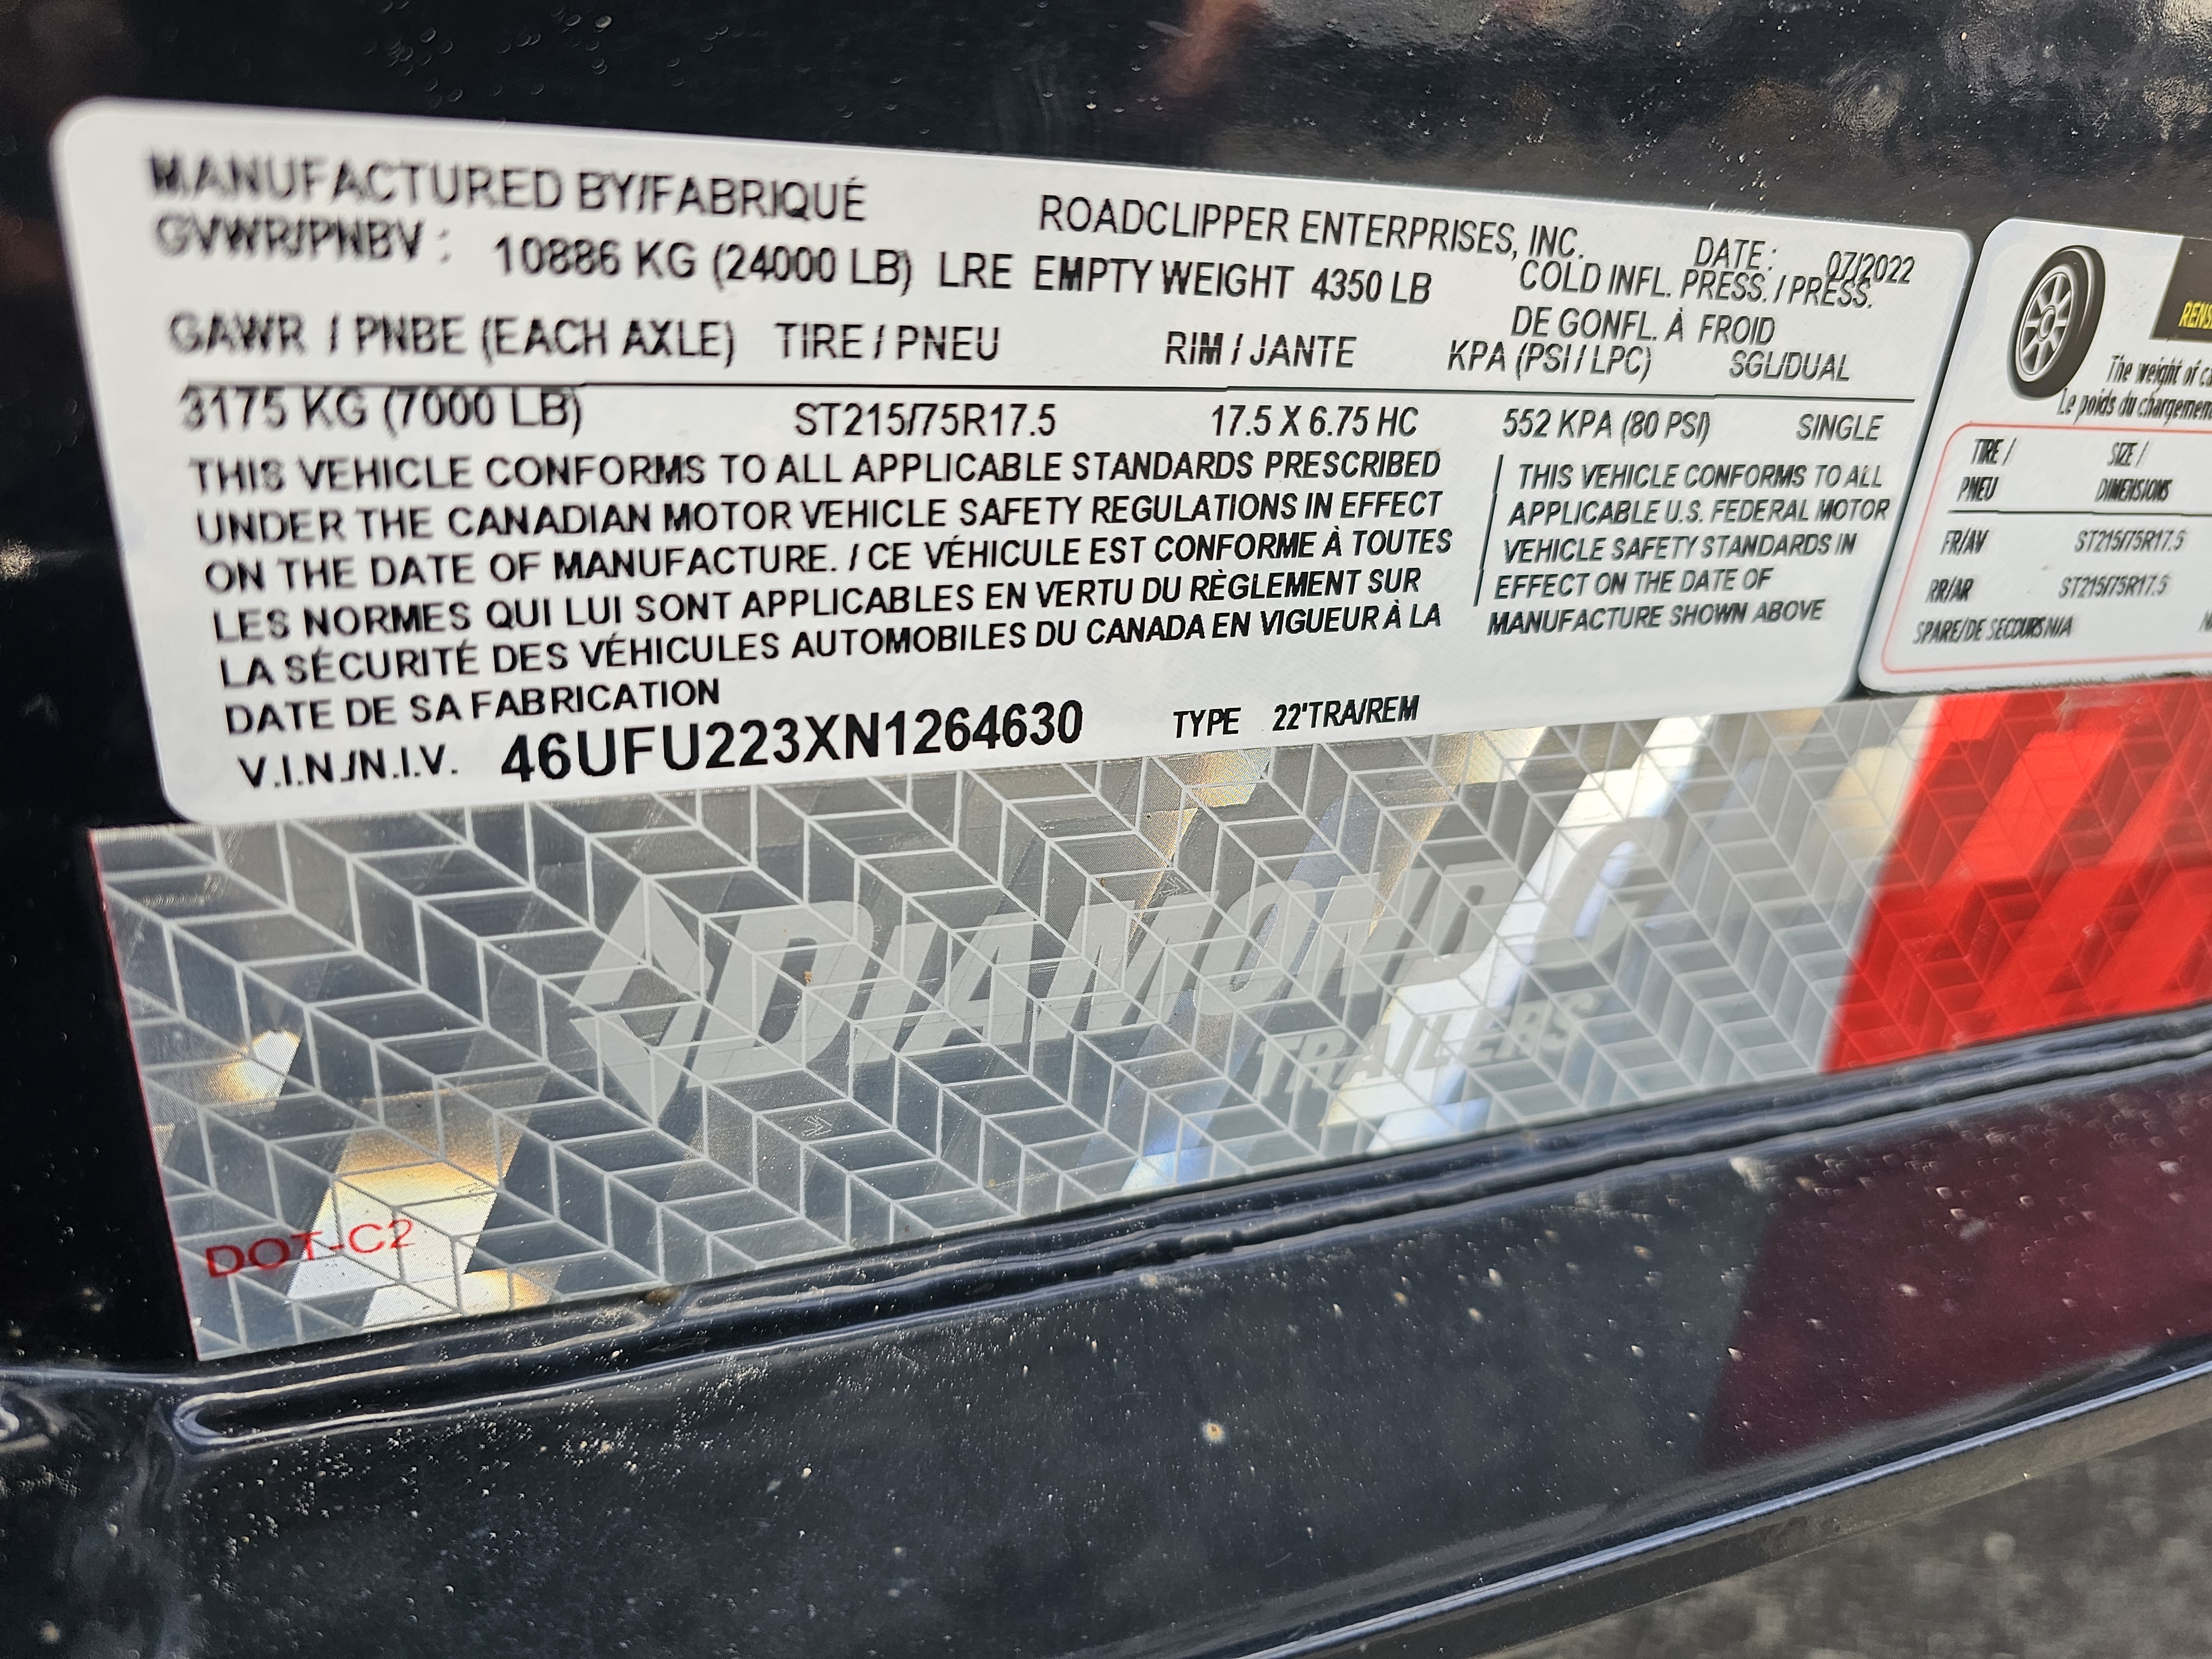 MANUFACTURED BY/FABRIQUÉ ROADCLIPPER ENTERPRISES, INC. DATE: 07/2022
GVWR/PNBV: 10886 KG (24000 LB) LRE EMPTY WEIGHT 4350 LB COLD INFL. PRESS. / PRESS.
DE GONFL. À FROID
GAWR / PNBE (EACH AXLE) TIRE / PNEU RIM / JANTE KPA (PSI / LPC) SGL/DUAL
3175 KG (7000 LB) ST215/75R17.5 17.5 X 6.75 HC 552 KPA (80 PSI) SINGLE
THIS VEHICLE CONFORMS TO ALL APPLICABLE STANDARDS PRESCRIBED
UNDER THE CANADIAN MOTOR VEHICLE SAFETY REGULATIONS IN EFFECT
ON THE DATE OF MANUFACTURE. / CE VÉHICULE EST CONFORME À TOUTES
LES NORMES QUI LUI SONT APPLICABLES EN VERTU DU RÈGLEMENT SUR
LA SÉCURITÉ DES VÉHICULES AUTOMOBILES DU CANADA EN VIGUEUR À LA
DATE DE SA FABRICATION
THIS VEHICLE CONFORMS TO ALL
APPLICABLE U.S. FEDERAL MOTOR
VEHICLE SAFETY STANDARDS IN
EFFECT ON THE DATE OF
MANUFACTURE SHOWN ABOVE
V.I.N./N.I.V. 46UFU223XN1264630 TYPE 22'TRA/REM
The weight of
Le poids du
TIRE / SIZE /
PNEU DIMENSIONS
FR/AV ST215/75R17.5
RR/AR ST215/75R17.5
SPARE/DE SECOURS N/A
DIAMOND C
TRAILERS
DOT-C2